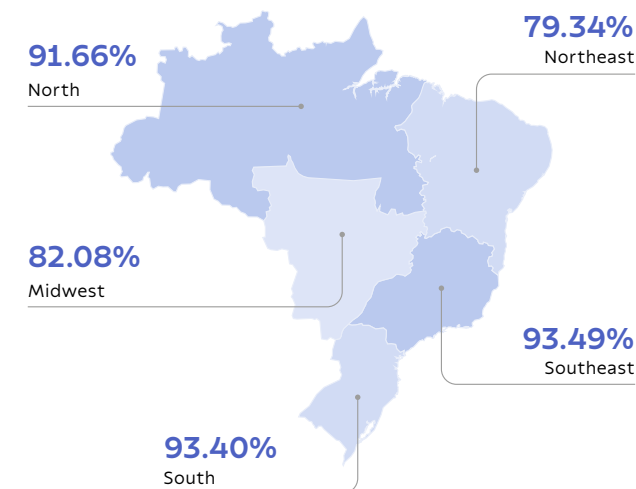 79.34%
Northeast
91.66%
North
82.08%
Midwest
93.49%
Southeast
93.40%
South